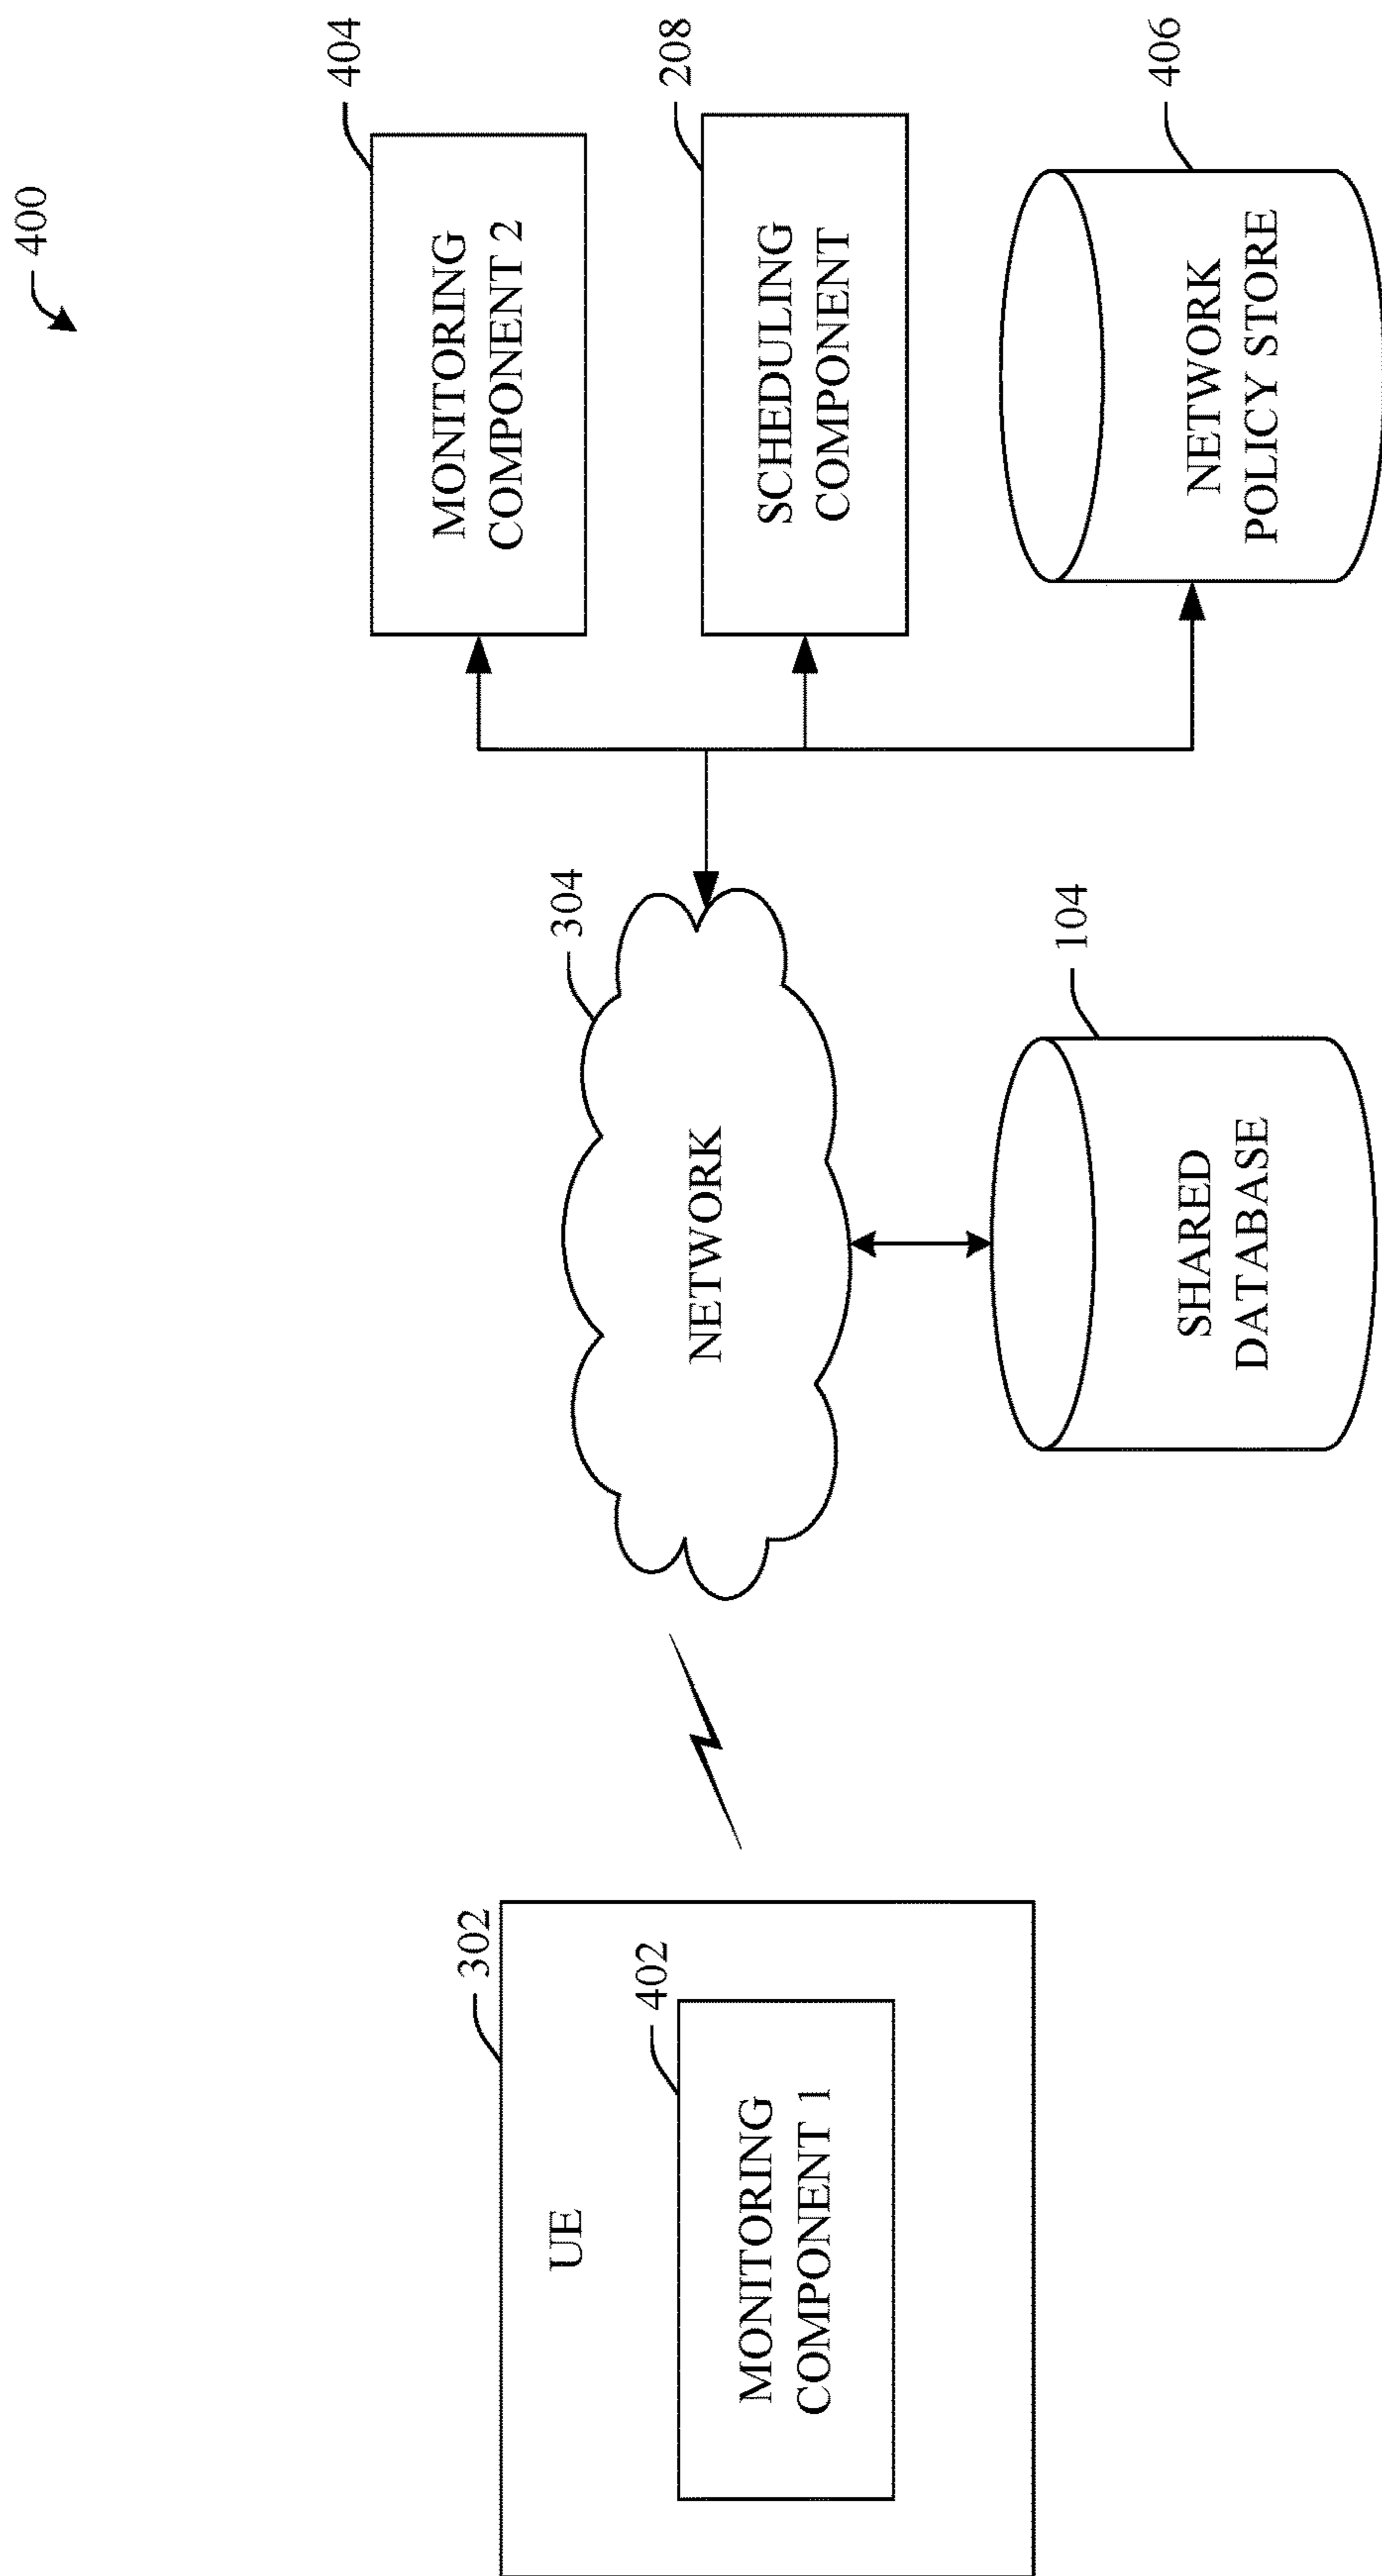 400
302
UE
402
MONITORING
COMPONENT 1
304
NETWORK
104
SHARED
DATABASE
404
MONITORING
COMPONENT 2
208
SCHEDULING
COMPONENT
406
NETWORK
POLICY STORE